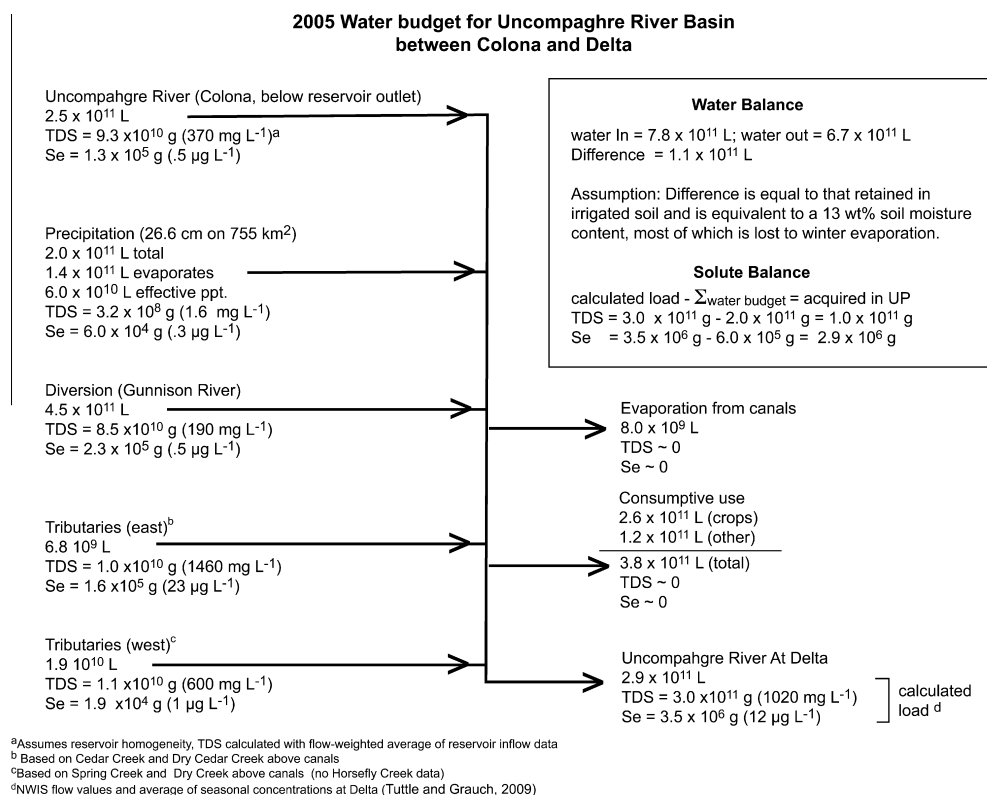 2005 Water budget for Uncompaghre River Basin
between Colona and Delta
Uncompahgre River (Colona, below reservoir outlet)
2.5 x 10¹¹ L
TDS = 9.3 x10¹⁰ g (370 mg L⁻¹)ᵃ
Se = 1.3 x 10⁵ g (.5 µg L⁻¹)
Precipitation (26.6 cm on 755 km²)
2.0 x 10¹¹ L total
1.4 x 10¹¹ L evaporates
6.0 x 10¹⁰ L effective ppt.
TDS = 3.2 x 10⁸ g (1.6 mg L⁻¹)
Se = 6.0 x 10⁴ g (.3 µg L⁻¹)
Diversion (Gunnison River)
4.5 x 10¹¹ L
TDS = 8.5x10¹⁰ g (190 mg L⁻¹)
Se = 2.3 x 10⁵ g (.5 µg L⁻¹)
Tributaries (east)ᵇ
6.8 10⁹ L
TDS = 1.0x10¹⁰ g (1460 mg L⁻¹)
Se = 1.6 x10⁵ g (23 µg L⁻¹)
Tributaries (west)ᶜ
1.9 10¹⁰ L
TDS = 1.1 x10¹⁰ g (600 mg L⁻¹)
Se = 1.9 x10⁴ g (1 µg L⁻¹)
Water Balance
water In = 7.8 x 10¹¹ L; water out = 6.7 x 10¹¹ L
Difference = 1.1 x 10¹¹ L
Assumption: Difference is equal to that retained in
irrigated soil and is equivalent to a 13 wt% soil moisture
content, most of which is lost to winter evaporation.
Solute Balance
calculated load - Σwater budget = acquired in UP
TDS = 3.0 x 10¹¹ g - 2.0 x 10¹¹ g = 1.0 x 10¹¹ g
Se = 3.5 x 10⁶ g - 6.0 x 10⁵ g = 2.9 x 10⁶ g
Evaporation from canals
8.0 x 10⁹ L
TDS ~ 0
Se ~ 0
Consumptive use
2.6 x 10¹¹ L (crops)
1.2 x 10¹¹ L (other)
3.8 x 10¹¹ L (total)
TDS ~ 0
Se ~ 0
Uncompahgre River At Delta
2.9 x 10¹¹ L
TDS = 3.0 x10¹¹ g (1020 mg L⁻¹)
Se = 3.5 x 10⁶ g (12 µg L⁻¹)
calculated
load ᵈ
ᵃAssumes reservoir homogeneity, TDS calculated with flow-weighted average of reservoir inflow data
ᵇ Based on Cedar Creek and Dry Cedar Creek above canals
ᶜBased on Spring Creek and Dry Creek above canals (no Horsefly Creek data)
ᵈNWIS flow values and average of seasonal concentrations at Delta (Tuttle and Grauch, 2009)